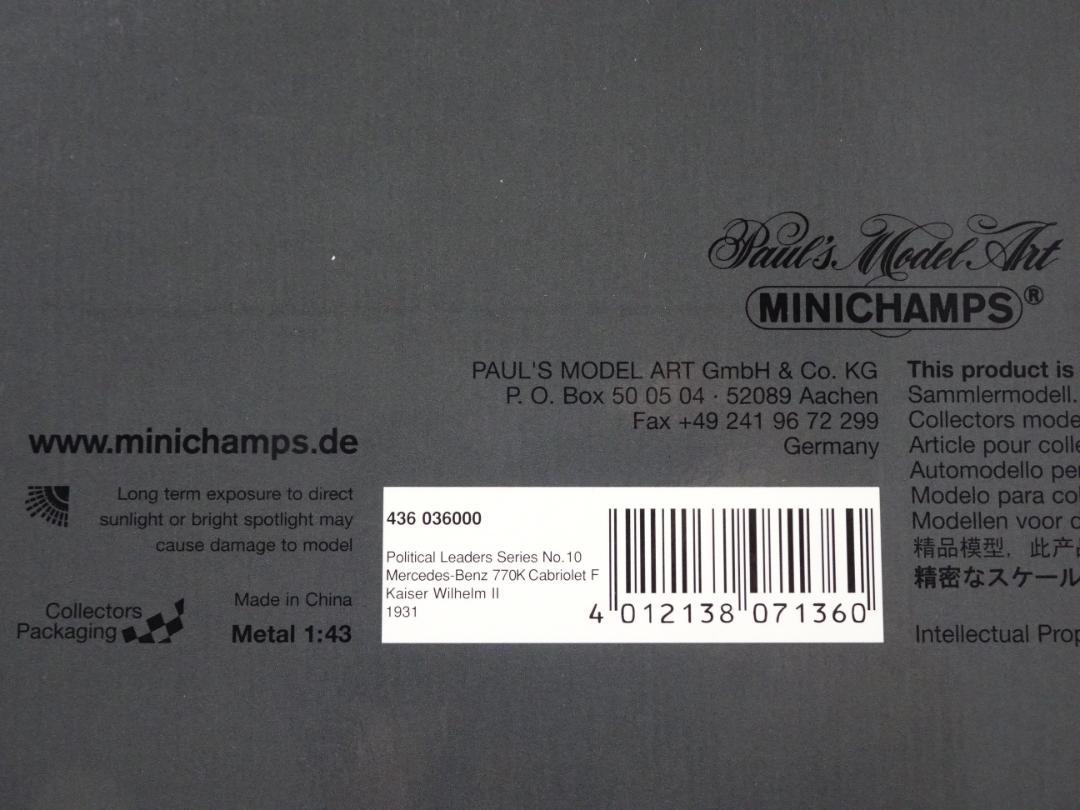 Paul's Model Art
MINICHAMPS®
PAUL'S MODEL ART GmbH & Co. KG
P. O. Box 50 05 04 · 52089 Aachen
Fax +49 241 96 72 299
Germany
www.minichamps.de
Long term exposure to direct
sunlight or bright spotlight may
cause damage to model
Collectors
Packaging
Made in China
Metal 1:43
436 036000
Political Leaders Series No.10
Mercedes-Benz 770K Cabriolet F
Kaiser Wilhelm II
1931
4 012138 071360
This product is
Sammlermodell.
Collectors mode
Article pour colle
Automodello per
Modelo para co
Modellen voor
精品模型，此产
精密なスケール
Intellectual Prop